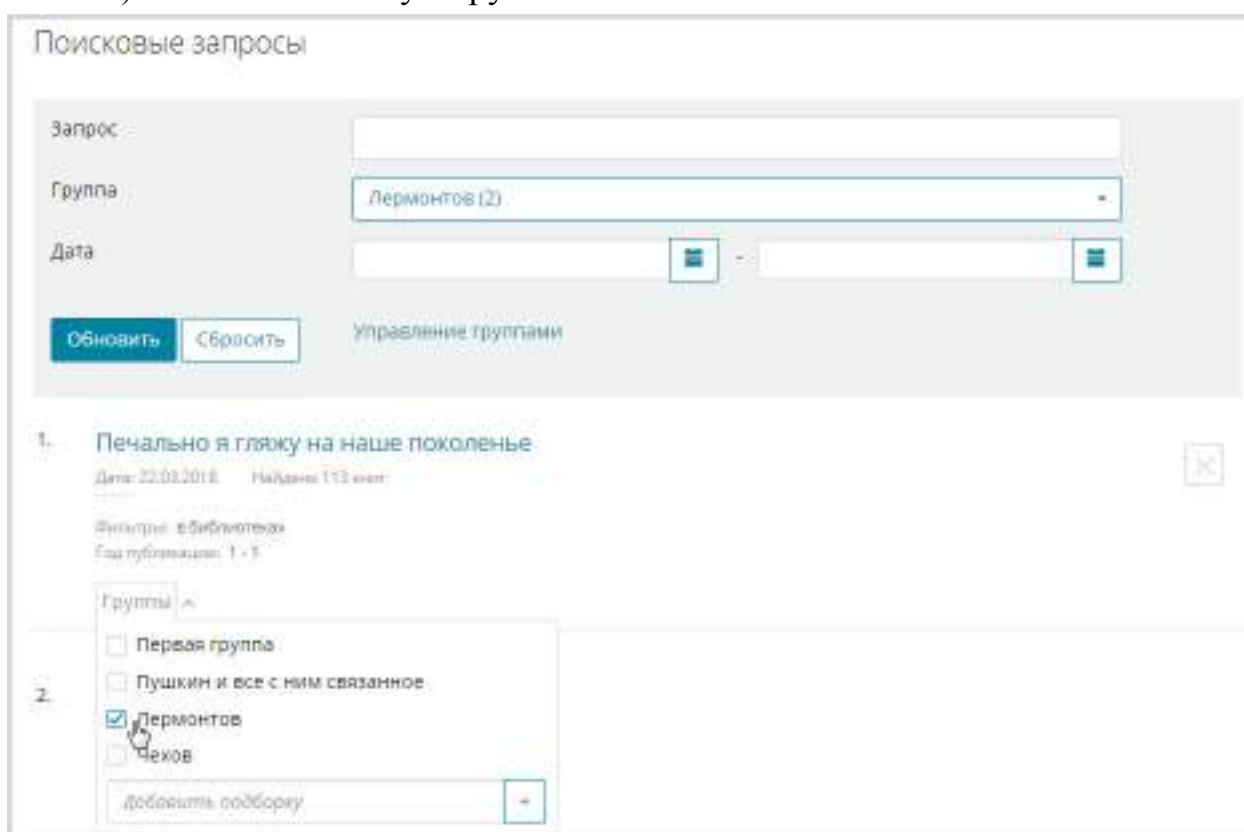 Поисковые запросы
Запрос
Группа
Лермонтов (2)
Дата
-
Обновить Сбросить Управление группами
1. Печально я гляжу на наше поколенье
Дата: 22.03.2018 Найдено 113 книг
Фильтры: в библиотеках
Год публикации: 1 - 1
Группы
Первая группа
Пушкин и все с ним связанное
2.
Лермонтов
Чехов
Добавить подборку